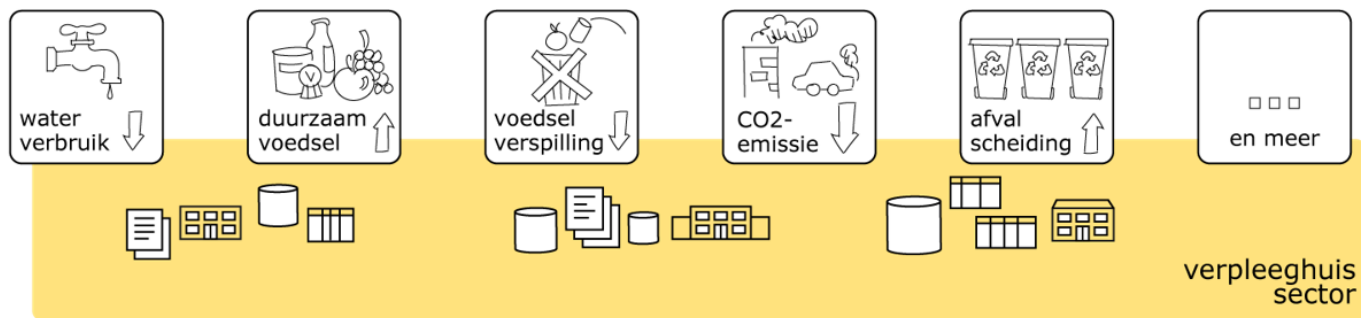 water
verbruik
duurzaam
voedsel
voedsel
verspilling
CO2-
emissie
afval
scheiding
en meer
verpleeghuis
sector